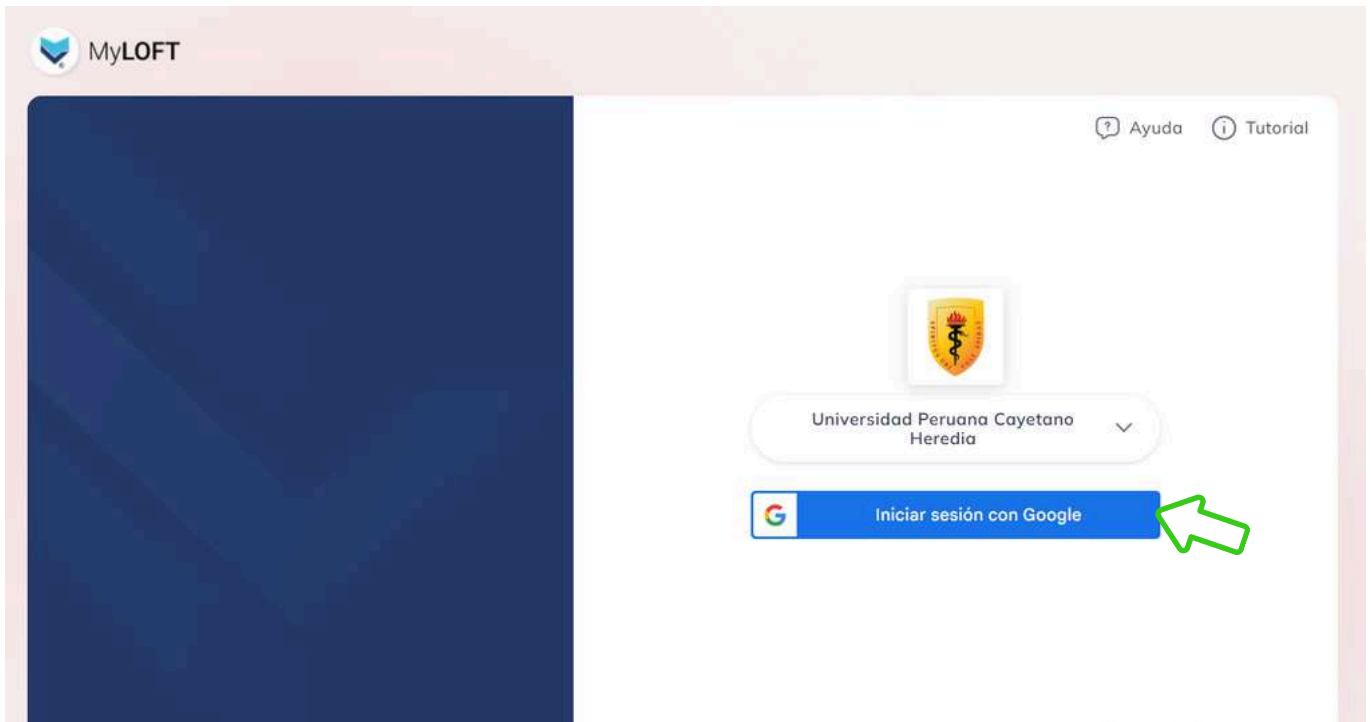 MyLOFT
Ayuda
Tutorial
Universidad Peruana Cayetano
Heredia
Iniciar sesión con Google